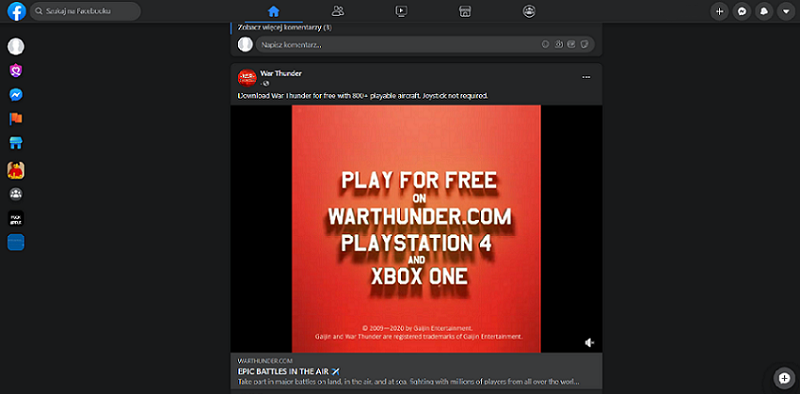 Szukaj na Facebooku
Zobacz więcej komentarzy (3)
Napisz komentarz...
War Thunder
Download War Thunder for free with 800+ playable aircraft. Joystick not required.
PLAY FOR FREE
ON
WARTHUNDER.COM
PLAYSTATION 4
AND
XBOX ONE
© 2009—2020 by Gaijin Entertainment.
Gaijin and War Thunder are registered trademarks of Gaijin Entertainment.
WARTHUNDER.COM
EPIC BATTLES IN THE AIR ✈️
Take part in major battles on land, in the air, and at sea, fighting with millions of players from all over the worl...